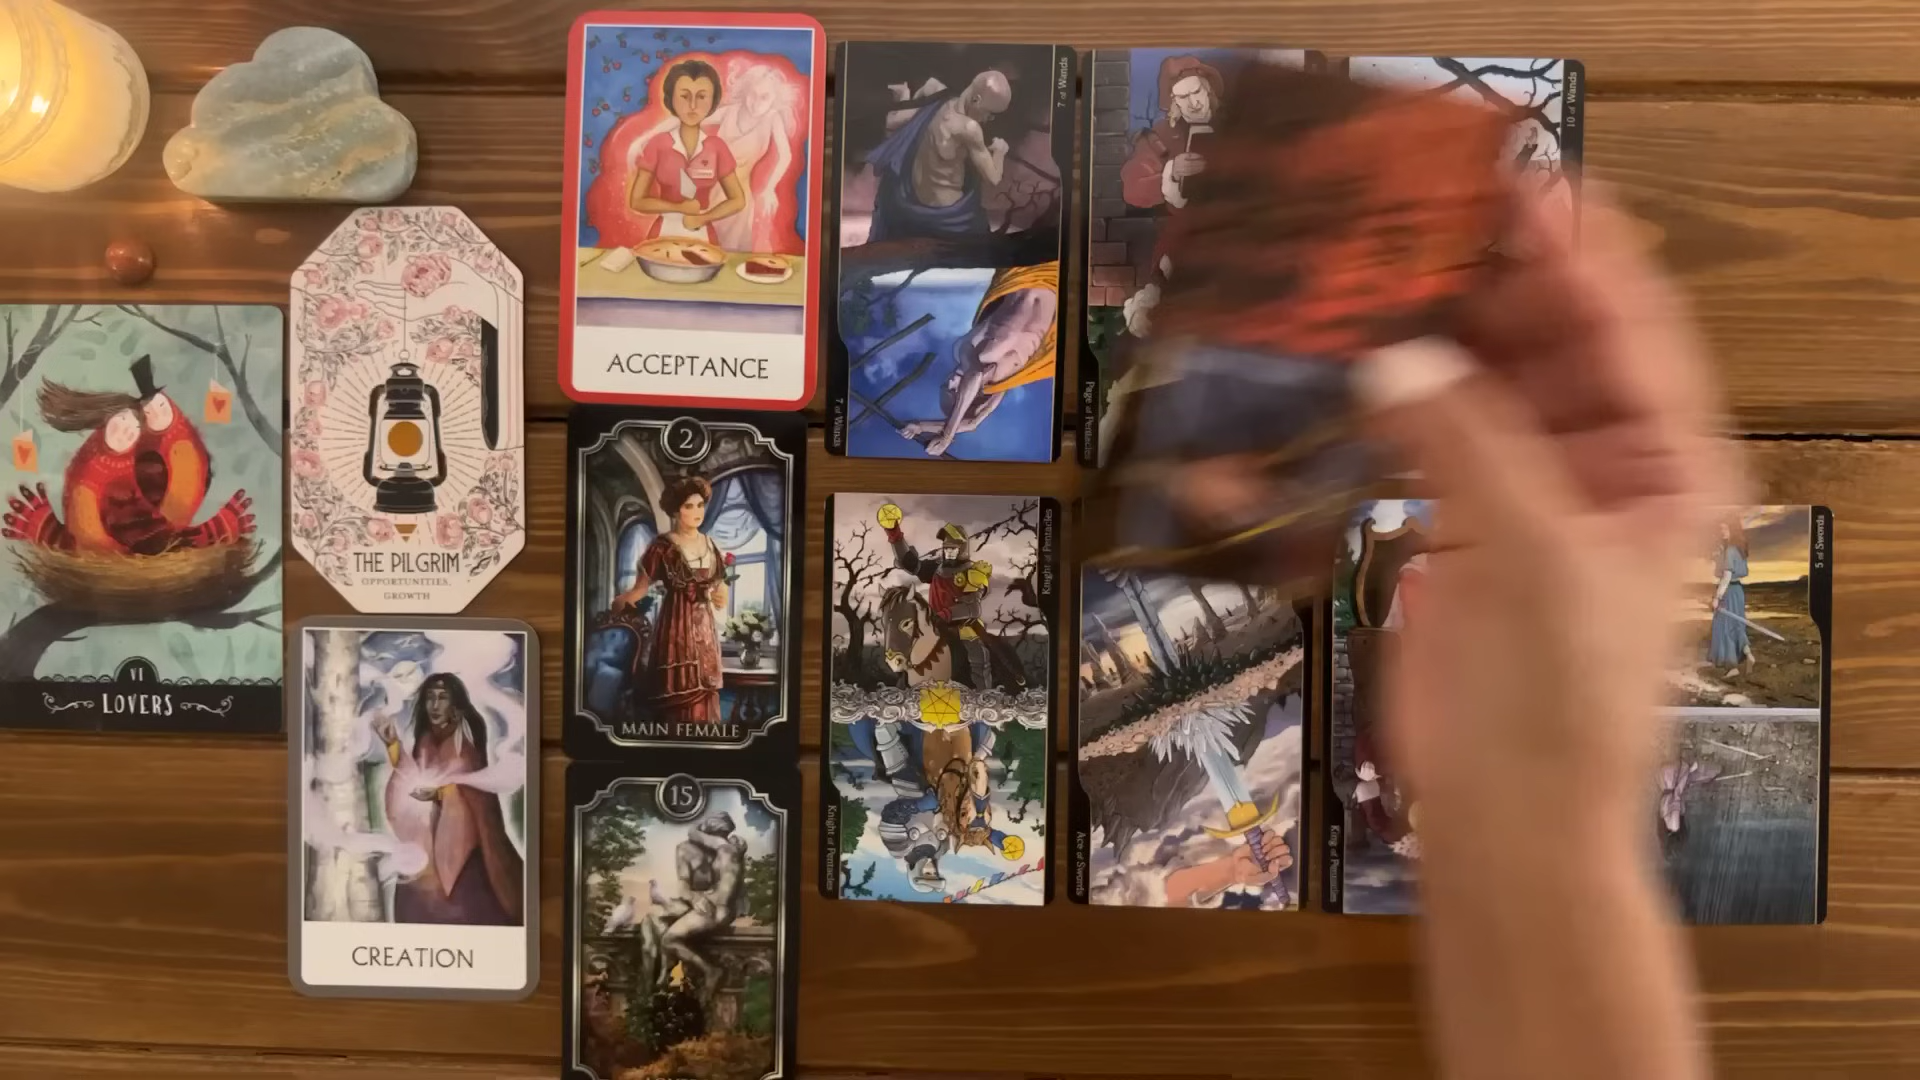 ACCEPTANCE
7 of Wands
7 of Wands
Page of Pentacles
10 of Wands
VI
LOVERS
THE PILGRIM
OPPORTUNITIES,
GROWTH
2
MAIN FEMALE
Knight of Pentacles
Knight of Pentacles
Ace of Swords
King of Pentacles
5 of Swords
CREATION
15